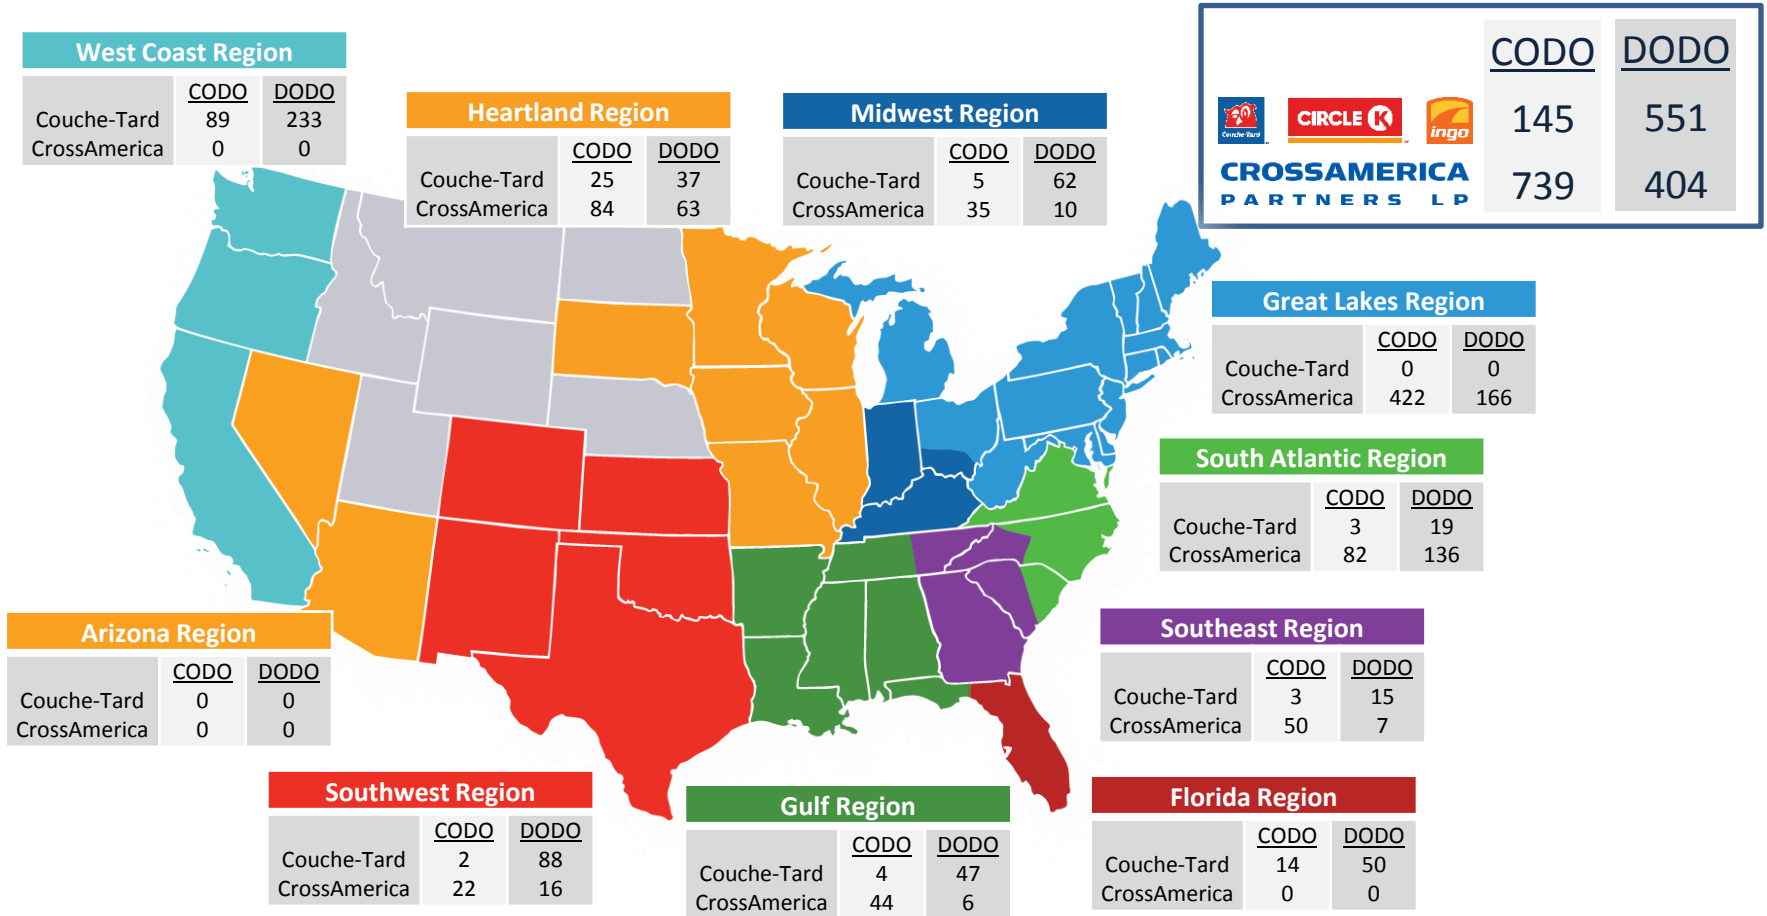 West Coast Region
CODO DODO
Couche-Tard 89 233
CrossAmerica 0 0
Heartland Region
CODO DODO
Couche-Tard 25 37
CrossAmerica 84 63
Midwest Region
CODO DODO
Couche-Tard 5 62
CrossAmerica 35 10
CODO DODO
Couche-Tard CIRCLE K ingo 145 551
CROSSAMERICA
PARTNERS LP 739 404
Great Lakes Region
CODO DODO
Couche-Tard 0 0
CrossAmerica 422 166
South Atlantic Region
CODO DODO
Couche-Tard 3 19
CrossAmerica 82 136
Arizona Region
CODO DODO
Couche-Tard 0 0
CrossAmerica 0 0
Southeast Region
CODO DODO
Couche-Tard 3 15
CrossAmerica 50 7
Southwest Region
CODO DODO
Couche-Tard 2 88
CrossAmerica 22 16
Gulf Region
CODO DODO
Couche-Tard 4 47
CrossAmerica 44 6
Florida Region
CODO DODO
Couche-Tard 14 50
CrossAmerica 0 0